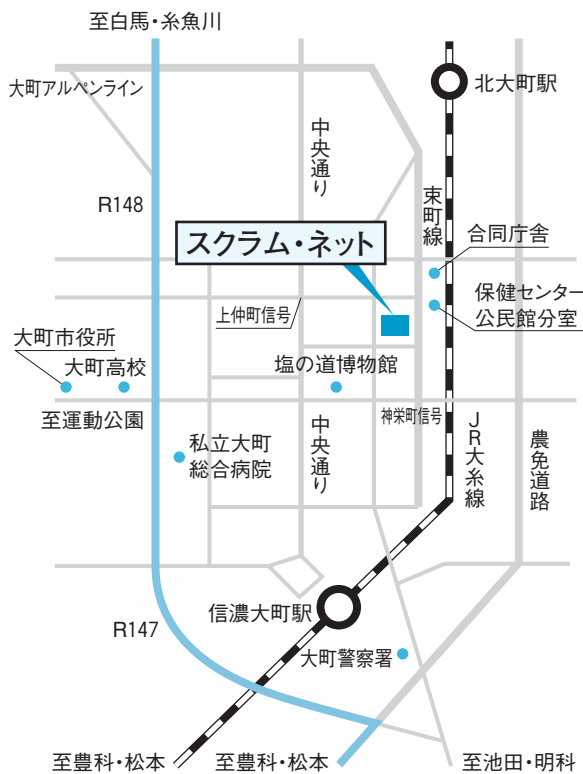 至白馬・糸魚川
大町アルペンライン
北大町駅
中央通り
東町線
R148
スクラム・ネット
合同庁舎
保健センター
公民館分室
上仲町信号
大町市役所
大町高校
塩の道博物館
至運動公園
神栄町信号
私立大町
総合病院
中央通り
JR大糸線
農免道路
信濃大町駅
R147
大町警察署
至豊科・松本
至豊科・松本
至池田・明科